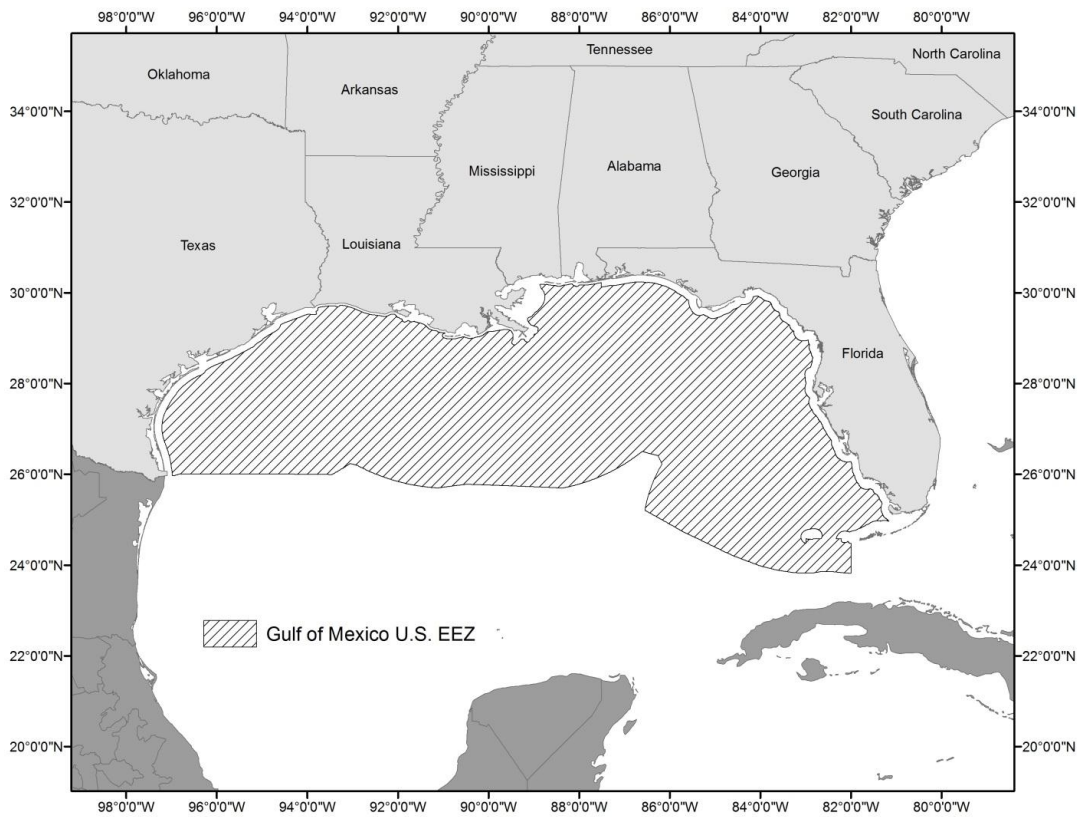 98°0'0"W 96°0'0"W 94°0'0"W 92°0'0"W 90°0'0"W 88°0'0"W 86°0'0"W 84°0'0"W 82°0'0"W 80°0'0"W
Tennessee
North Carolina
Oklahoma
Arkansas
34°0'0"N 34°0'0"N
South Carolina
Mississippi
Alabama
Georgia
32°0'0"N 32°0'0"N
Texas
Louisiana
30°0'0"N 30°0'0"N
Florida
28°0'0"N 28°0'0"N
26°0'0"N 26°0'0"N
24°0'0"N 24°0'0"N
Gulf of Mexico U.S. EEZ
22°0'0"N 22°0'0"N
20°0'0"N 20°0'0"N
98°0'0"W 96°0'0"W 94°0'0"W 92°0'0"W 90°0'0"W 88°0'0"W 86°0'0"W 84°0'0"W 82°0'0"W 80°0'0"W